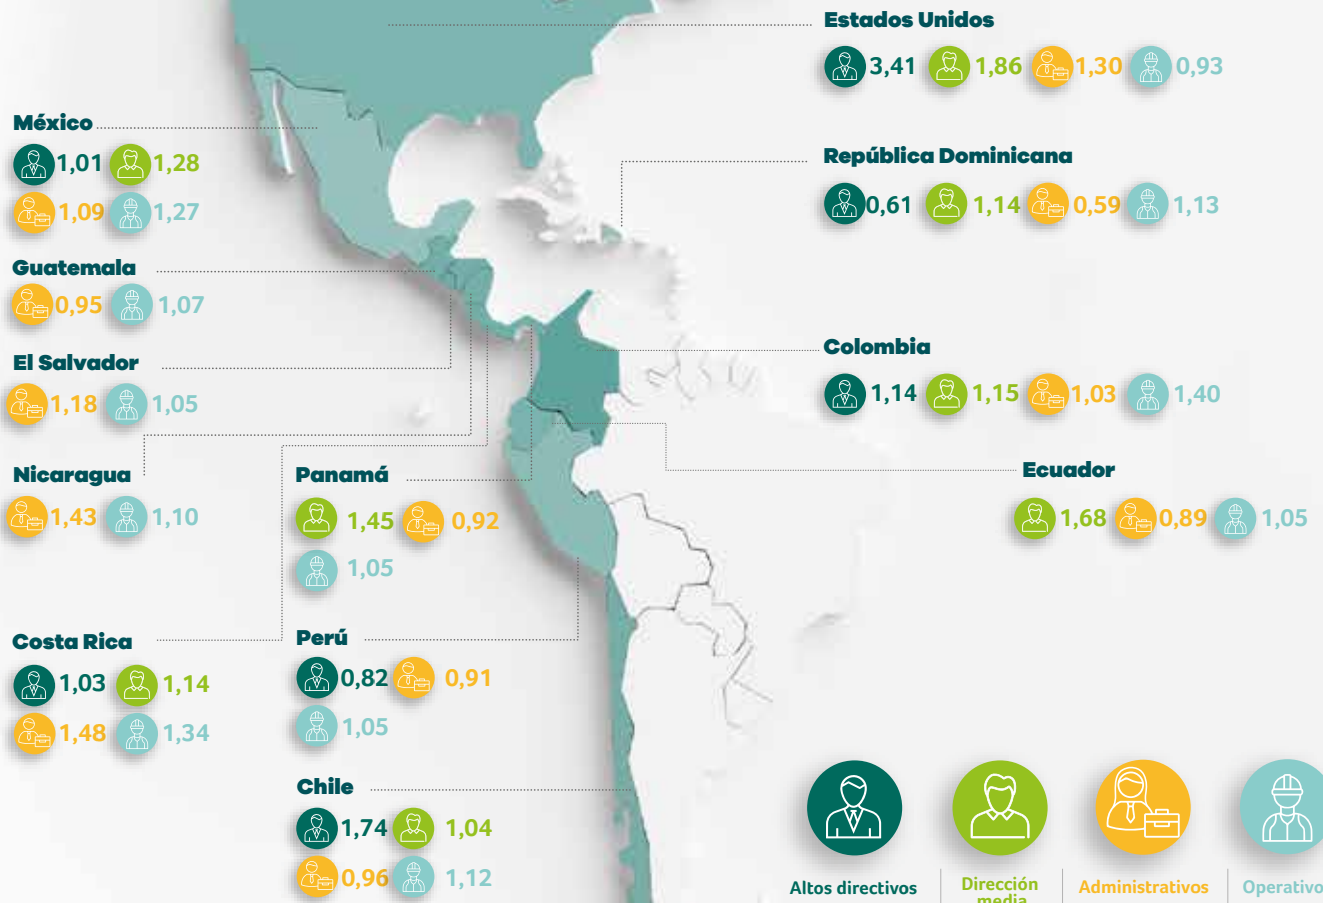 Estados Unidos
3,41 1,86 1,30 0,93
México
1,01 1,28
1,09 1,27
República Dominicana
0,61 1,14 0,59 1,13
Guatemala
0,95 1,07
El Salvador
1,18 1,05
Colombia
1,14 1,15 1,03 1,40
Nicaragua
1,43 1,10
Panamá
1,45 0,92
1,05
Ecuador
1,68 0,89 1,05
Costa Rica
1,03 1,14
1,48 1,34
Perú
0,82 0,91
1,05
Chile
1,74 1,04
0,96 1,12
Altos directivos
Dirección
media
Administrativos
Operativo